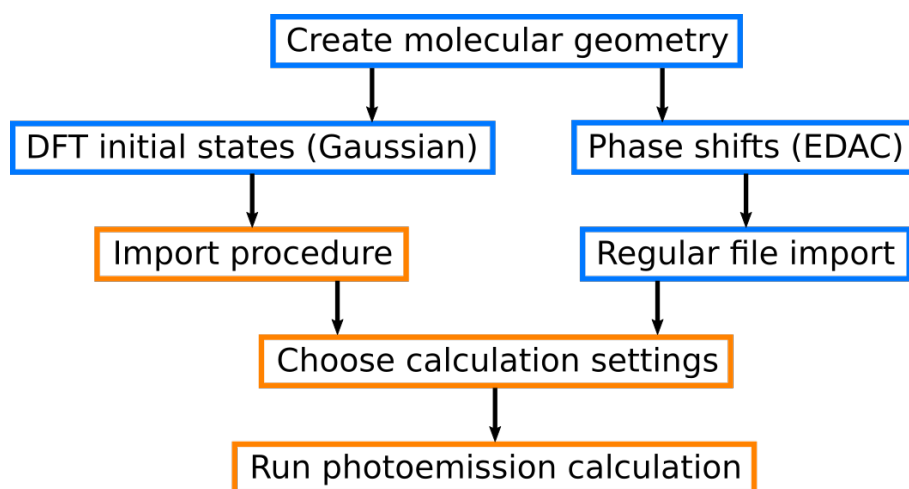 Create molecular geometry
DFT initial states (Gaussian)
Phase shifts (EDAC)
Import procedure
Regular file import
Choose calculation settings
Run photoemission calculation